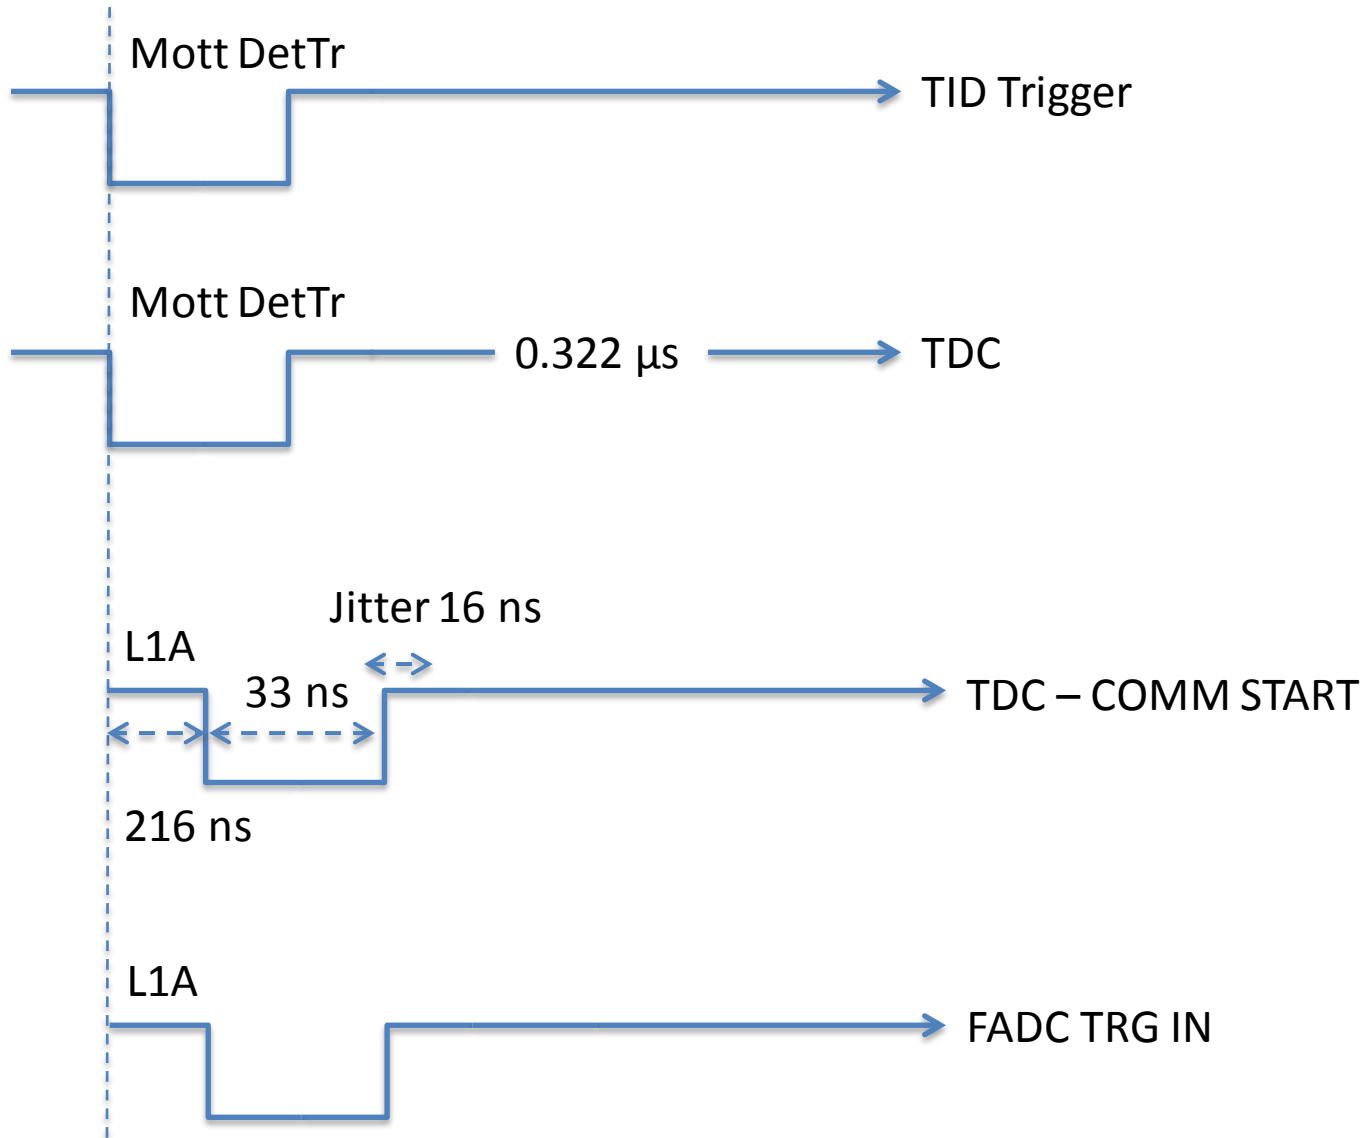 Mott DetTr
TID Trigger
Mott DetTr
0.322 μs
TDC
Jitter 16 ns
L1A
33 ns
TDC – COMM START
216 ns
L1A
FADC TRG IN